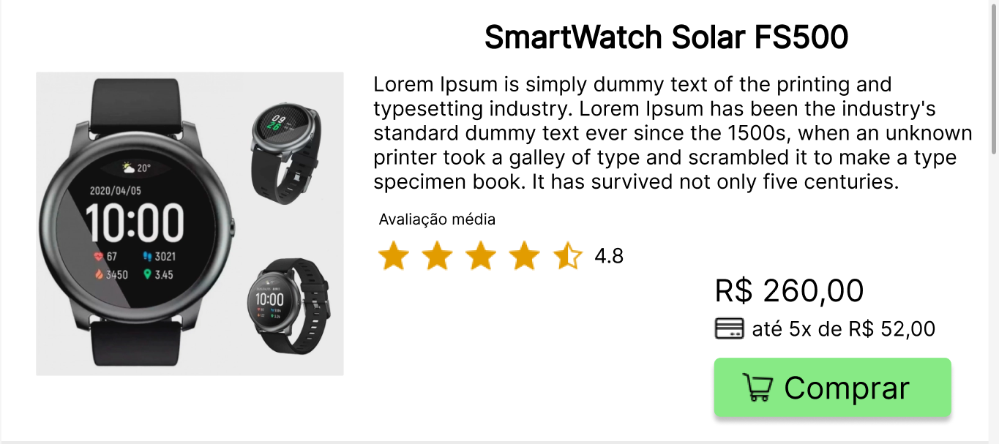 SmartWatch Solar FS500
Lorem Ipsum is simply dummy text of the printing and
typesetting industry. Lorem Ipsum has been the industry's
standard dummy text ever since the 1500s, when an unknown
printer took a galley of type and scrambled it to make a type
specimen book. It has survived not only five centuries.
Avaliação média
4.8
R$ 260,00
até 5x de R$ 52,00
Comprar
20°
2020/04/05
10:00
67 3021
3450 3.45
09
26
10:00